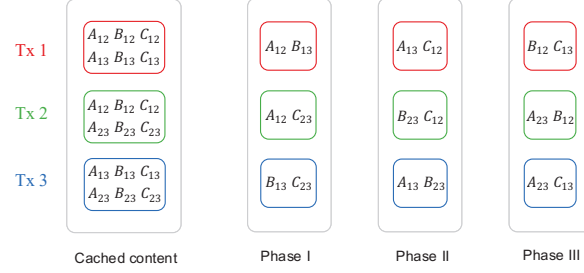 Tx 1
A₁₂ B₁₂ C₁₂
A₁₃ B₁₃ C₁₃
A₁₂ B₁₃
A₁₃ C₁₂
B₁₂ C₁₃
Tx 2
A₁₂ B₁₂ C₁₂
A₂₃ B₂₃ C₂₃
A₁₂ C₂₃
B₂₃ C₁₂
A₂₃ B₁₂
Tx 3
A₁₃ B₁₃ C₁₃
A₂₃ B₂₃ C₂₃
B₁₃ C₂₃
A₁₃ B₂₃
A₂₃ C₁₃
Cached content
Phase I
Phase II
Phase III